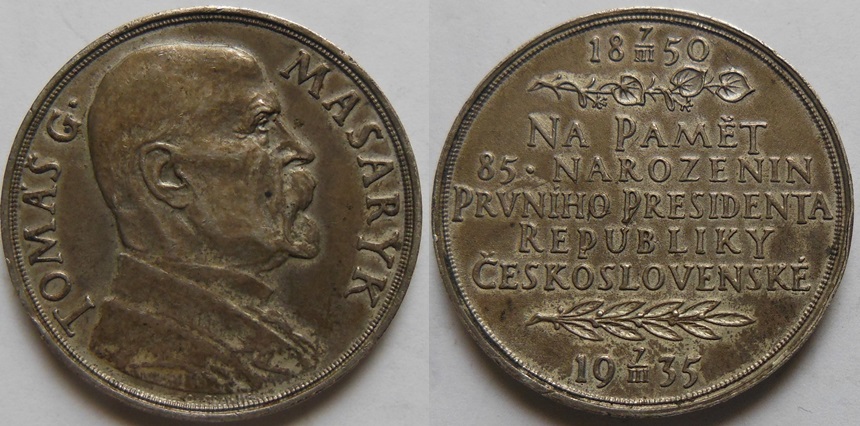 TOMÁŠ G. MASARYK
18 7/III 50
NA PAMĚT
85. NAROZENIN
PRVNÍHO PRESIDENTA
REPUBLIKY
ČESKOSLOVENSKÉ
19 7/III 35